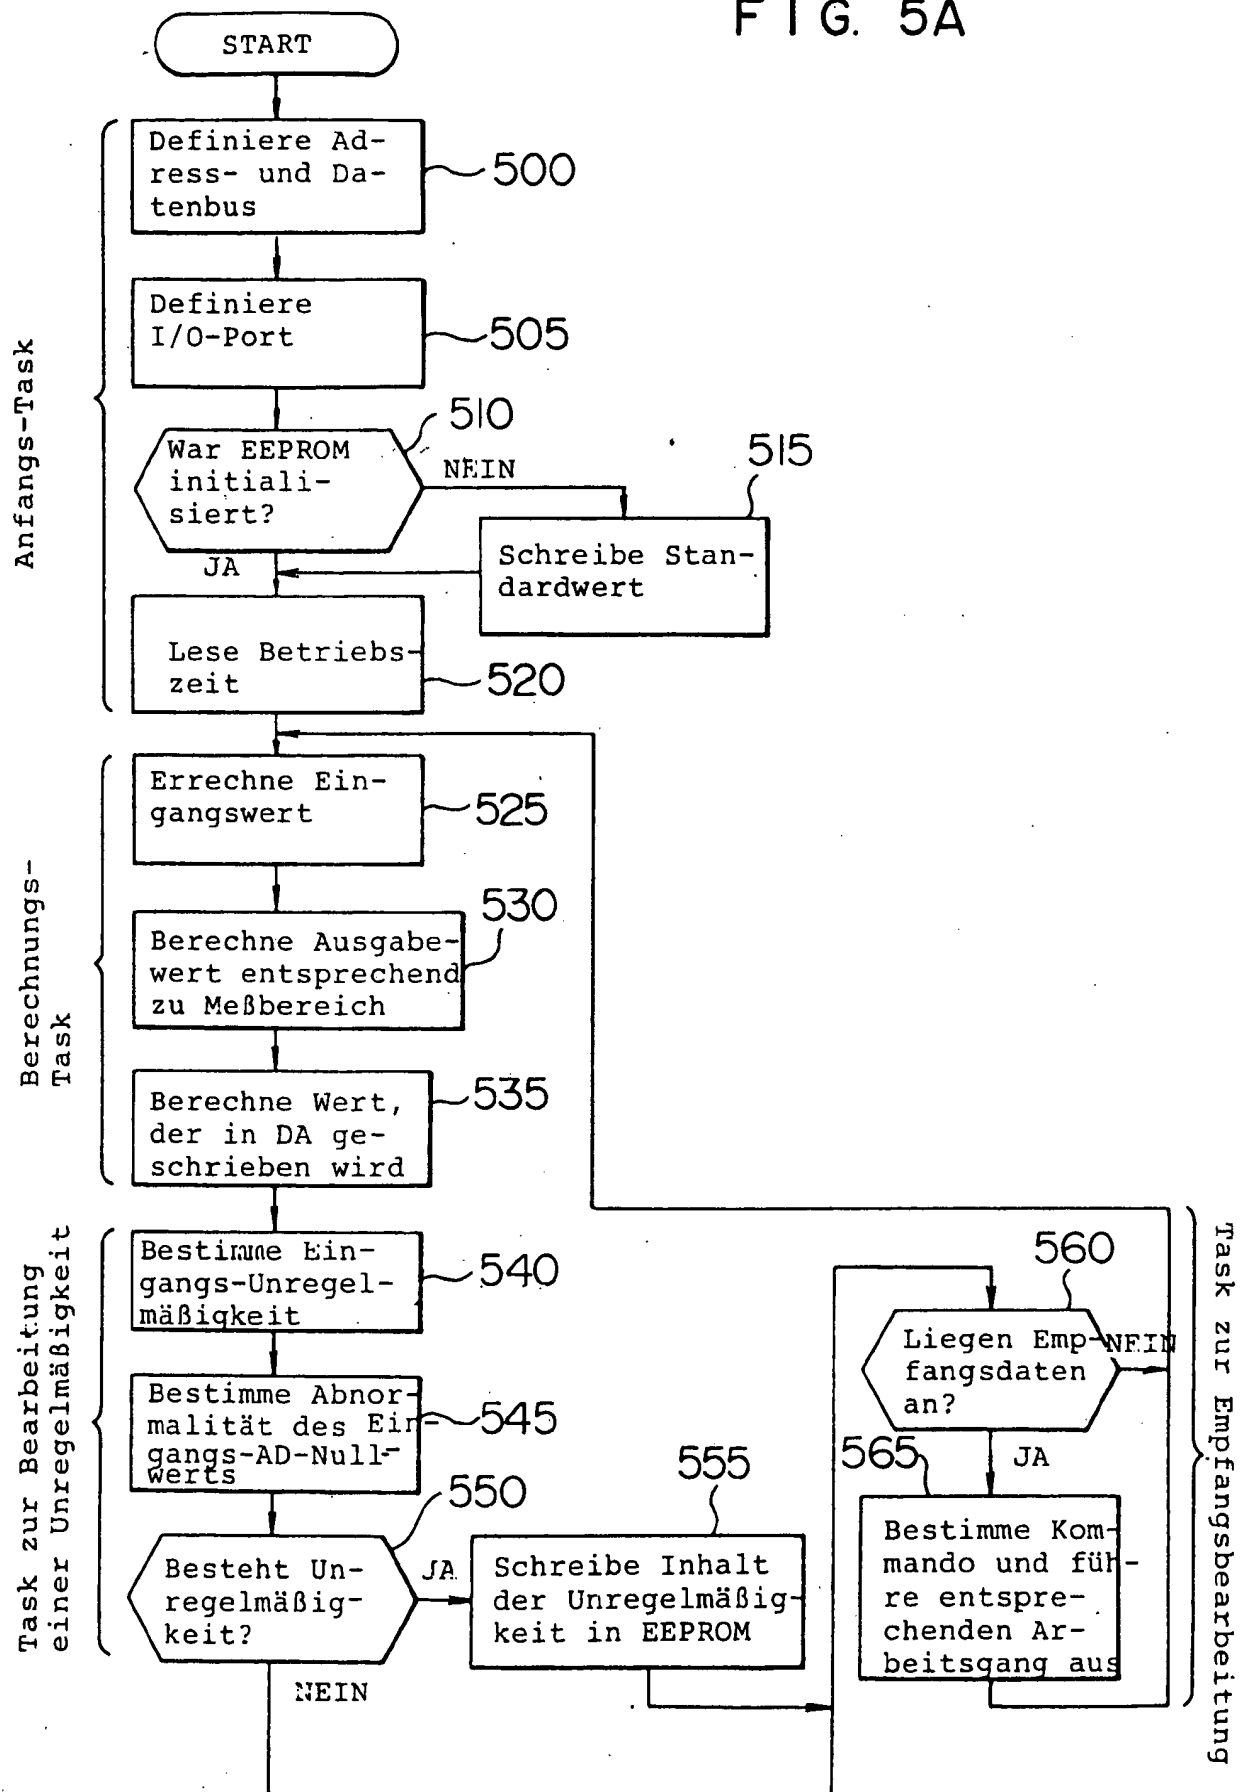 FIG. 5A
START
Definiere Ad-
ress- und Da-
tenbus
500
Definiere
I/O-Port
505
Anfangs-Task
510
War EEPROM
initiali-
siert?
NEIN
515
Schreibe Stan-
dardwert
JA
Lese Betriebs-
zeit
520
Errechne Ein-
gangswert
525
Berechnungs-
Task
530
Berechne Ausgabe-
wert entsprechend
zu Meßbereich
Berechne Wert,
der in DA ge-
schrieben wird
535
Task zur Bearbeitung
einer Unregelmäßigkeit
Bestimme Ein-
gangs-Unregel-
mäßigkeit
540
Bestimme Abnor-
malität des Ein-
gangs-AD-Null-
werts
545
550
Besteht Un-
regelmäßig-
keit?
JA
NEIN
555
Schreibe Inhalt
der Unregelmäßig-
keit in EEPROM
560
Liegen Emp-
fangsdaten
an?
NEIN
JA
565
Bestimme Kom-
mando und füh-
re entspre-
chenden Ar-
beitsgang aus
Task zur Empfangsbearbeitung